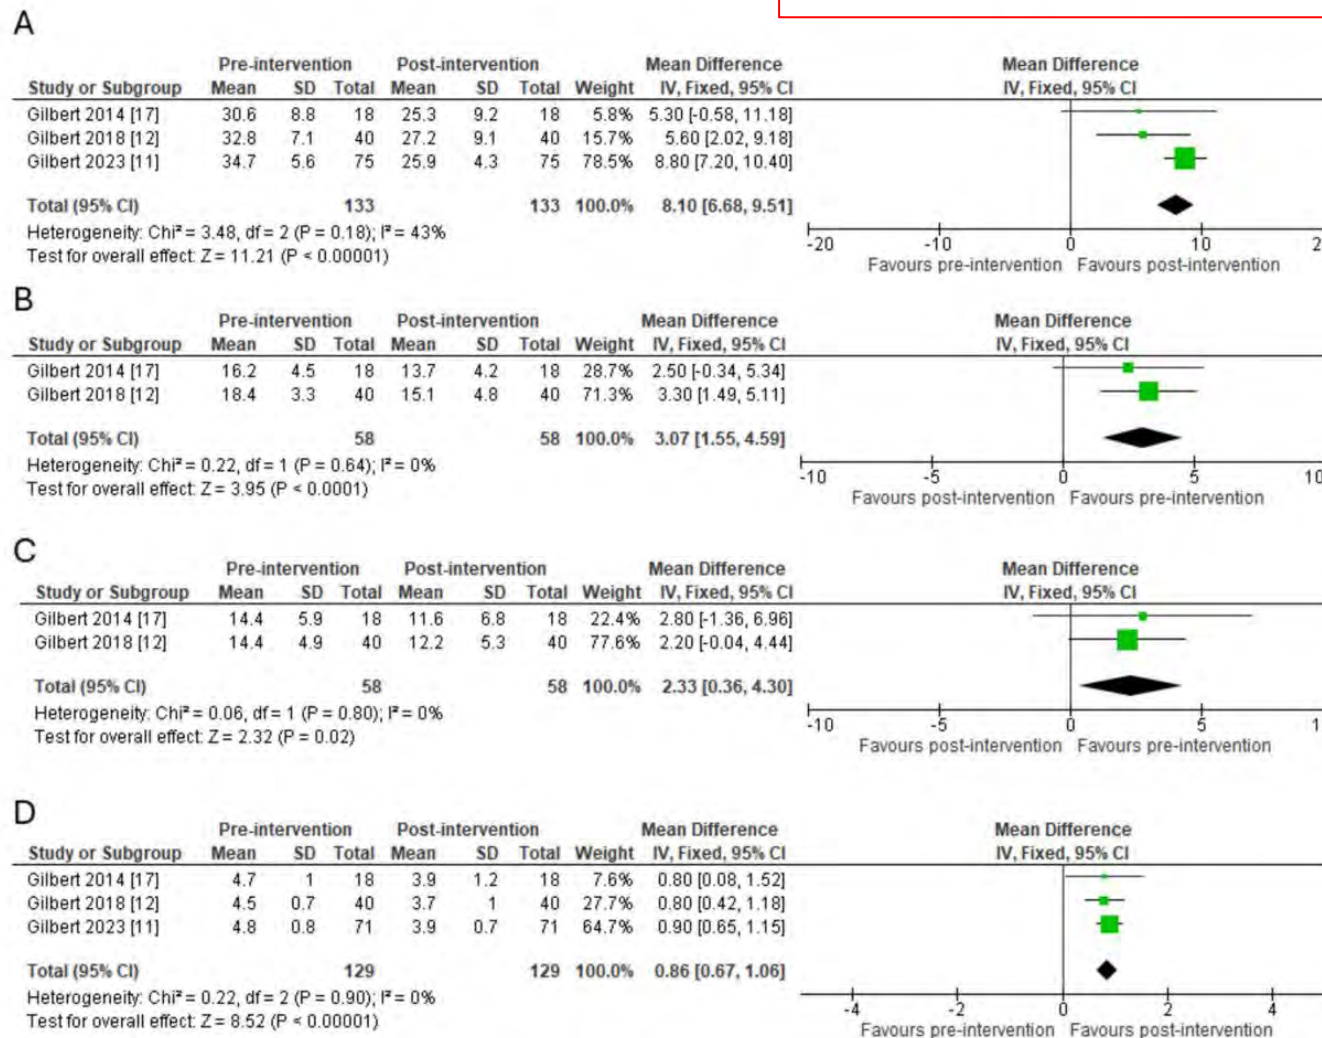 A
Pre-intervention Post-intervention Mean Difference Mean Difference
Study or Subgroup Mean SD Total Mean SD Total Weight IV, Fixed, 95% CI IV, Fixed, 95% CI
Gilbert 2014 [17] 30.6 8.8 18 25.3 9.2 18 5.8% 5.30 [-0.58, 11.18]
Gilbert 2018 [12] 32.8 7.1 40 27.2 9.1 40 15.7% 5.60 [2.02, 9.18]
Gilbert 2023 [11] 34.7 5.6 75 25.9 4.3 75 78.5% 8.80 [7.20, 10.40]
Total (95% CI) 133 133 100.0% 8.10 [6.68, 9.51]
Heterogeneity: Chi² = 3.48, df = 2 (P = 0.18); I² = 43%
Test for overall effect: Z = 11.21 (P < 0.00001)
-20 -10 0 10 2
Favours pre-intervention Favours post-intervention
B
Pre-intervention Post-intervention Mean Difference Mean Difference
Study or Subgroup Mean SD Total Mean SD Total Weight IV, Fixed, 95% CI IV, Fixed, 95% CI
Gilbert 2014 [17] 16.2 4.5 18 13.7 4.2 18 28.7% 2.50 [-0.34, 5.34]
Gilbert 2018 [12] 18.4 3.3 40 15.1 4.8 40 71.3% 3.30 [1.49, 5.11]
Total (95% CI) 58 58 100.0% 3.07 [1.55, 4.59]
Heterogeneity: Chi² = 0.22, df = 1 (P = 0.64); I² = 0%
Test for overall effect: Z = 3.95 (P < 0.0001)
-10 -5 0 5 10
Favours post-intervention Favours pre-intervention
C
Pre-intervention Post-intervention Mean Difference Mean Difference
Study or Subgroup Mean SD Total Mean SD Total Weight IV, Fixed, 95% CI IV, Fixed, 95% CI
Gilbert 2014 [17] 14.4 5.9 18 11.6 6.8 18 22.4% 2.80 [-1.36, 6.96]
Gilbert 2018 [12] 14.4 4.9 40 12.2 5.3 40 77.6% 2.20 [-0.04, 4.44]
Total (95% CI) 58 58 100.0% 2.33 [0.36, 4.30]
Heterogeneity: Chi² = 0.06, df = 1 (P = 0.80); I² = 0%
Test for overall effect: Z = 2.32 (P = 0.02)
-10 -5 0 5 1
Favours post-intervention Favours pre-intervention
D
Pre-intervention Post-intervention Mean Difference Mean Difference
Study or Subgroup Mean SD Total Mean SD Total Weight IV, Fixed, 95% CI IV, Fixed, 95% CI
Gilbert 2014 [17] 4.7 1 18 3.9 1.2 18 7.6% 0.80 [0.08, 1.52]
Gilbert 2018 [12] 4.5 0.7 40 3.7 1 40 27.7% 0.80 [0.42, 1.18]
Gilbert 2023 [11] 4.8 0.8 71 3.9 0.7 71 64.7% 0.90 [0.65, 1.15]
Total (95% CI) 129 129 100.0% 0.86 [0.67, 1.06]
Heterogeneity: Chi² = 0.22, df = 2 (P = 0.90); I² = 0%
Test for overall effect: Z = 8.52 (P < 0.00001)
-4 -2 0 2 4
Favours pre-intervention Favours post-intervention